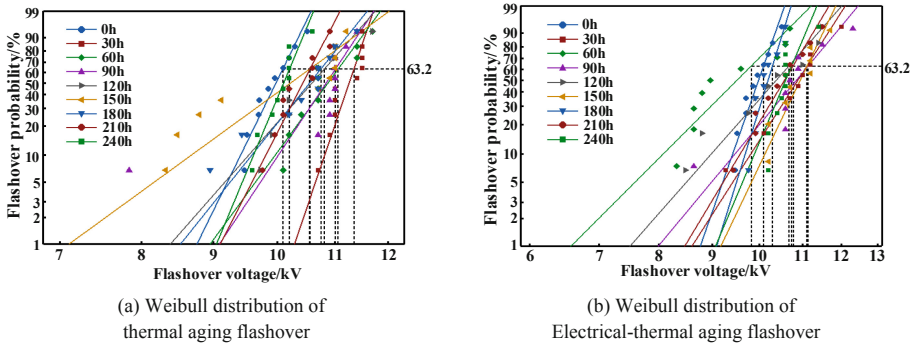 Flashover probability/%
99
90
80
70
60
50
40
30
20
10
5
3
2
1
0h
30h
60h
90h
120h
150h
180h
210h
240h
7
8
9
10
11
12
Flashover voltage/kV
63.2
(a) Weibull distribution of
thermal aging flashover
Flashover probability/%
99
90
80
70
60
50
40
30
20
10
5
3
2
1
0h
30h
60h
90h
120h
150h
180h
210h
240h
6
7
8
9
10
11
12
13
Flashover voltage/kV
63.2
(b) Weibull distribution of
Electrical-thermal aging flashover